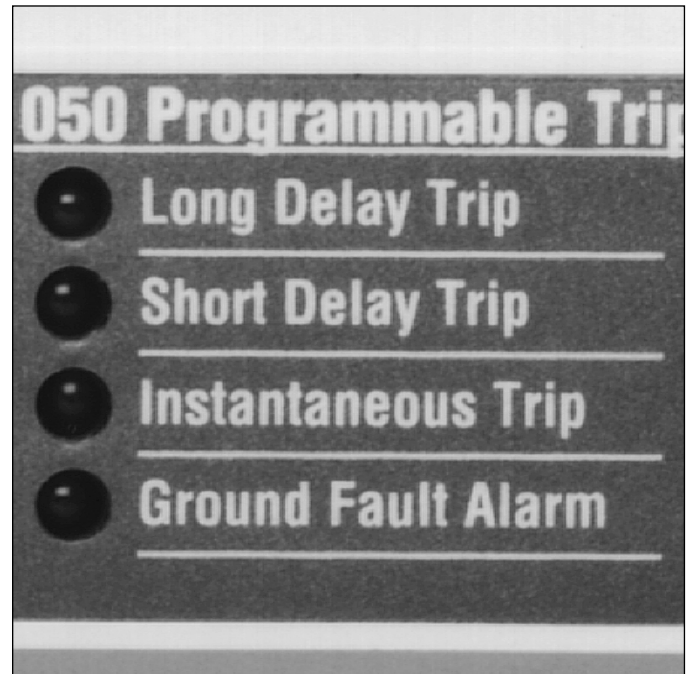 050 Programmable Trip
Long Delay Trip
Short Delay Trip
Instantaneous Trip
Ground Fault Alarm